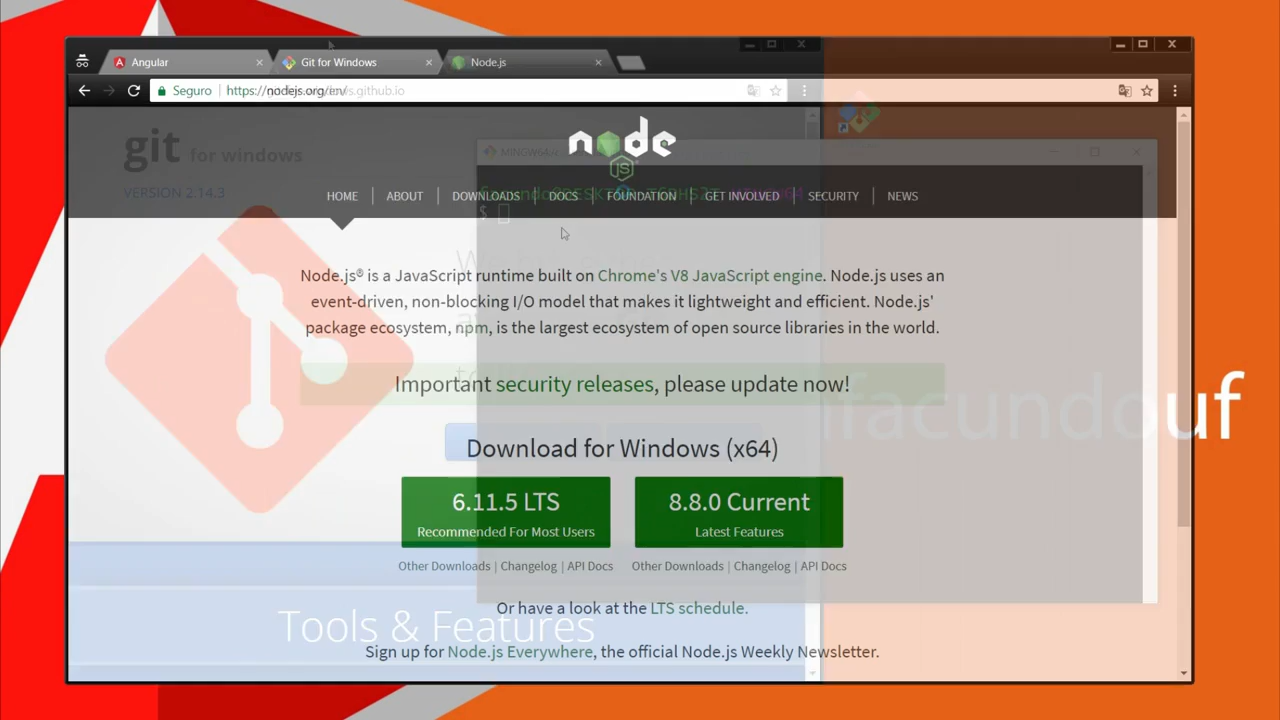 Angular
Git for Windows
Node.js
Seguro
https://nodejs.org/en/
.github.io
node
JS
git for windows
VERSION 2.14.3
HOME
ABOUT
DOWNLOADS
DOCS
FOUNDATION
GET INVOLVED
SECURITY
NEWS
$
Node.js® is a JavaScript runtime built on Chrome's V8 JavaScript engine. Node.js uses an
event-driven, non-blocking I/O model that makes it lightweight and efficient. Node.js'
package ecosystem, npm, is the largest ecosystem of open source libraries in the world.
Important security releases, please update now!
facundouf
Download for Windows (x64)
6.11.5 LTS
Recommended For Most Users
8.8.0 Current
Latest Features
Other Downloads | Changelog | API Docs
Other Downloads | Changelog | API Docs
Or have a look at the LTS schedule.
Tools & Features
Sign up for Node.js Everywhere, the official Node.js Weekly Newsletter.